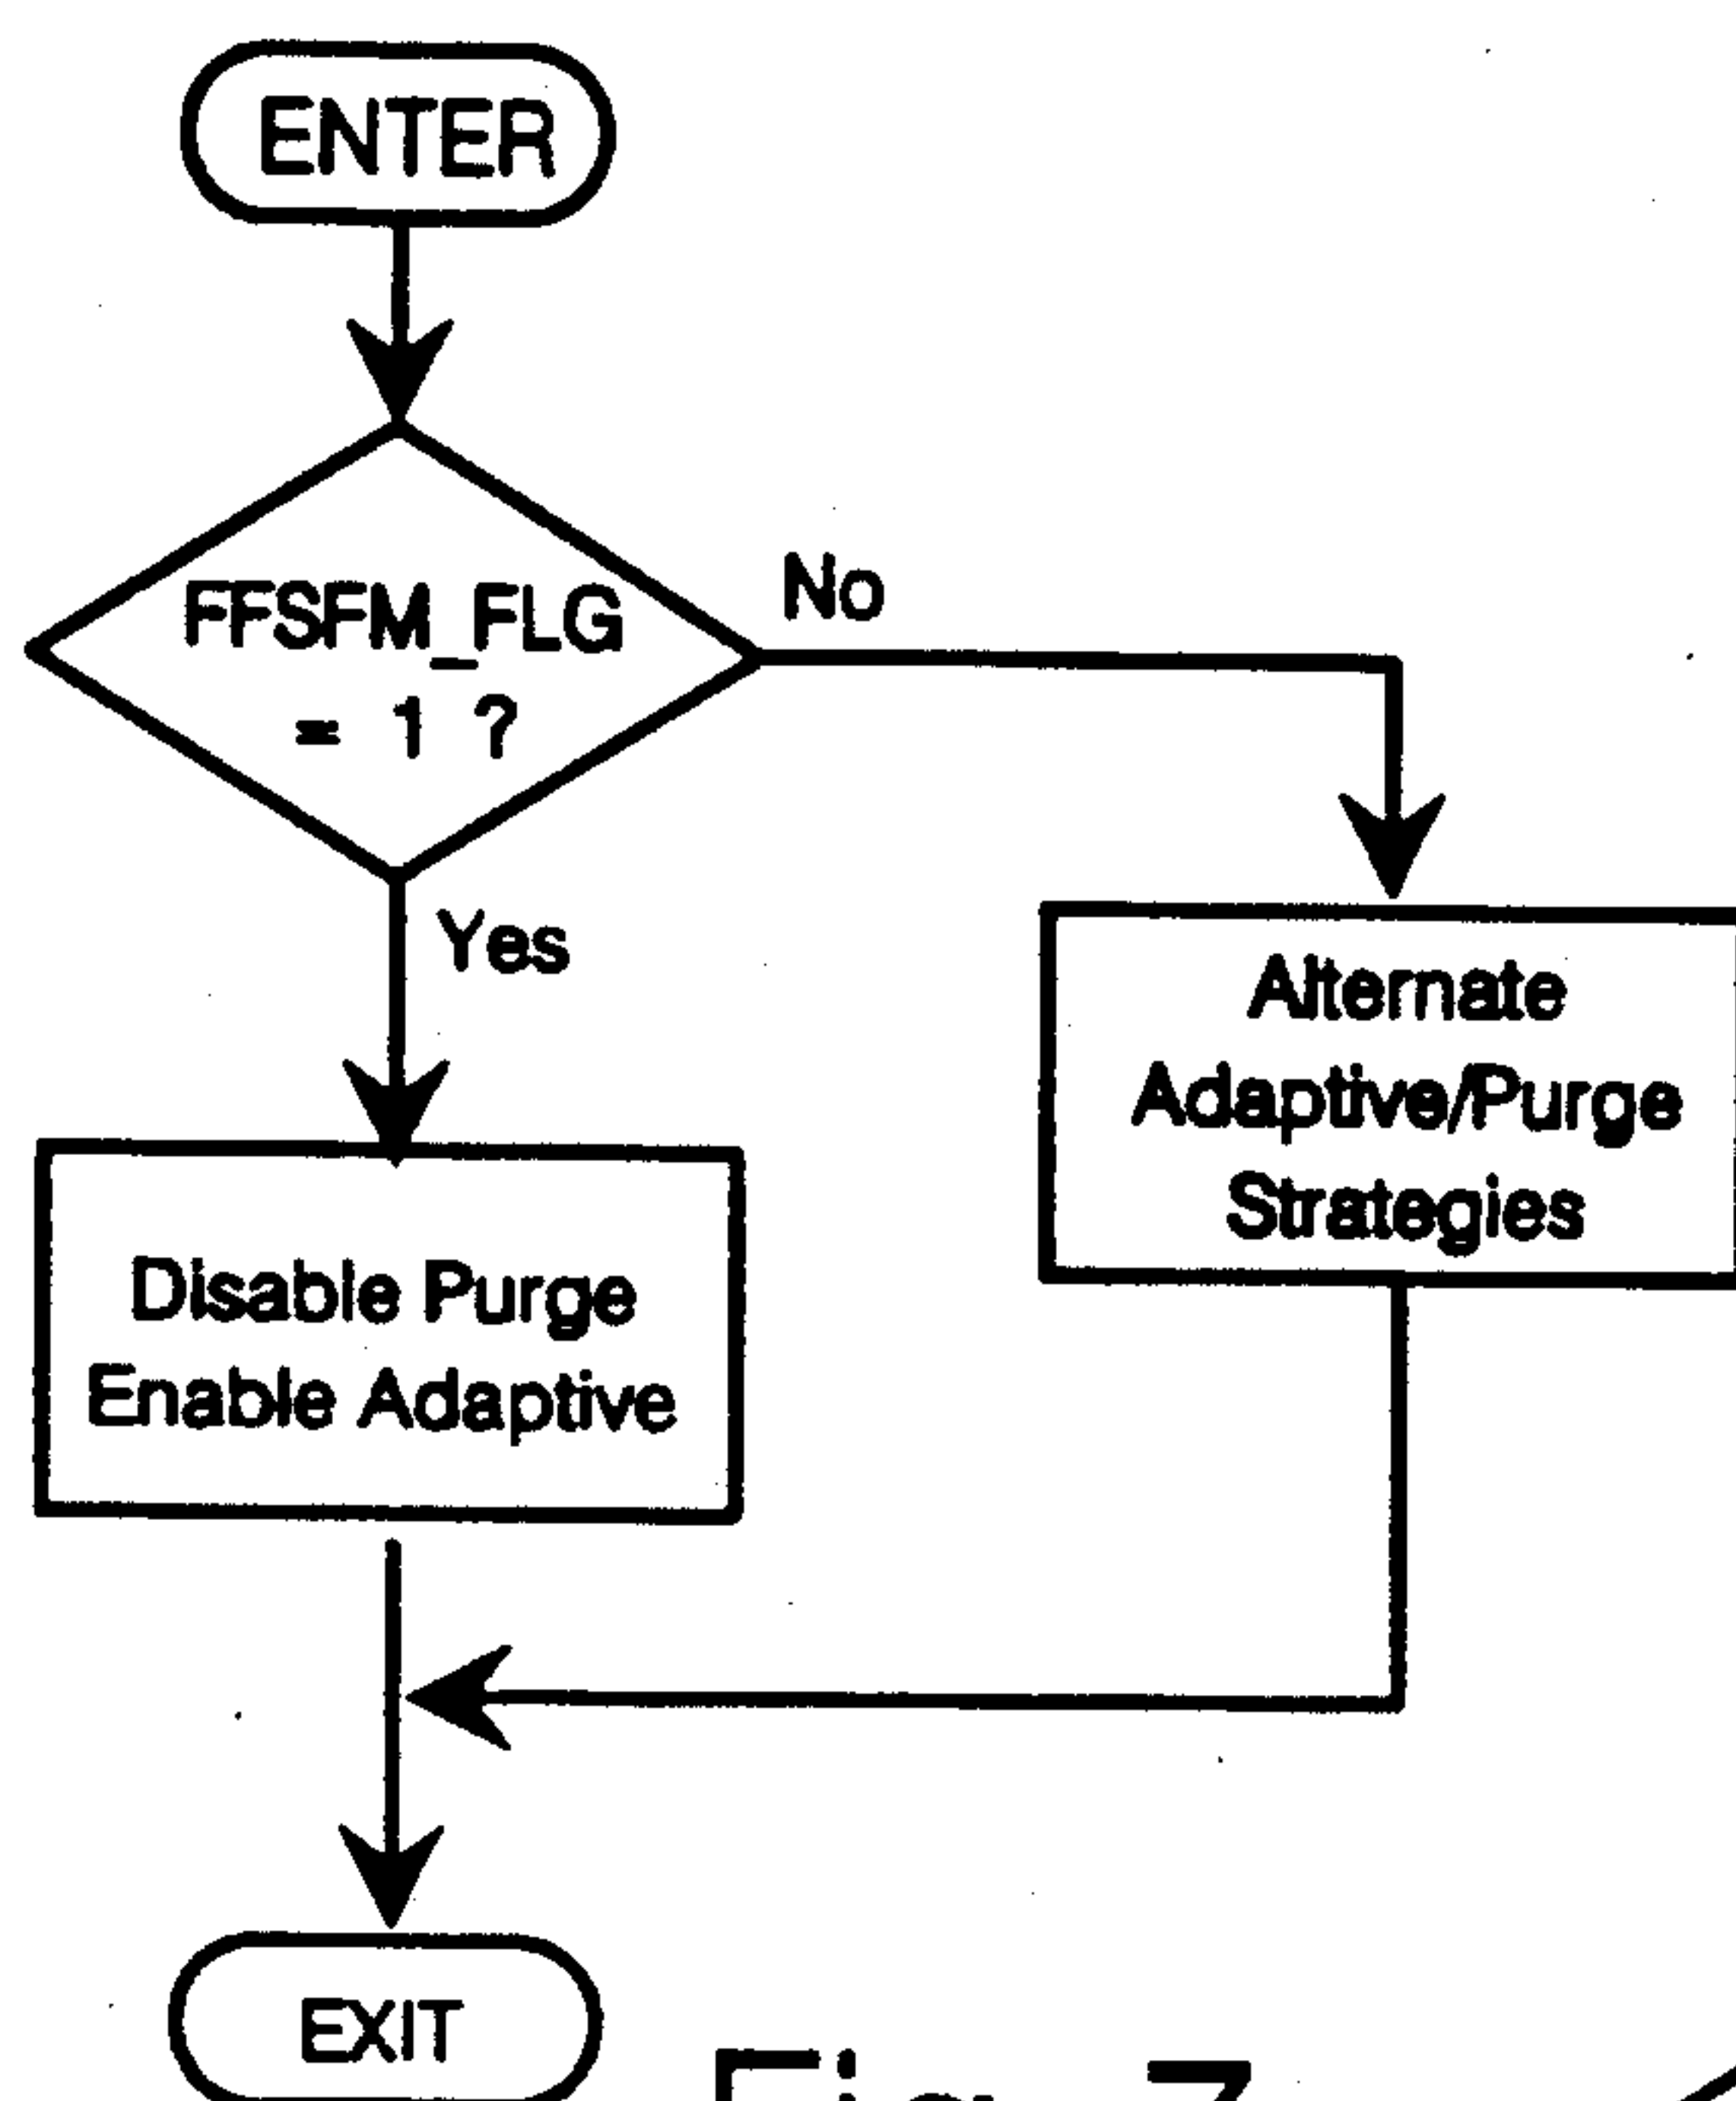 ENTER
FFSFM_FLG
= 1 ?
No
Yes
Alternate
Adaptive/Purge
Strategies
Disable Purge
Enable Adaptive
EXIT